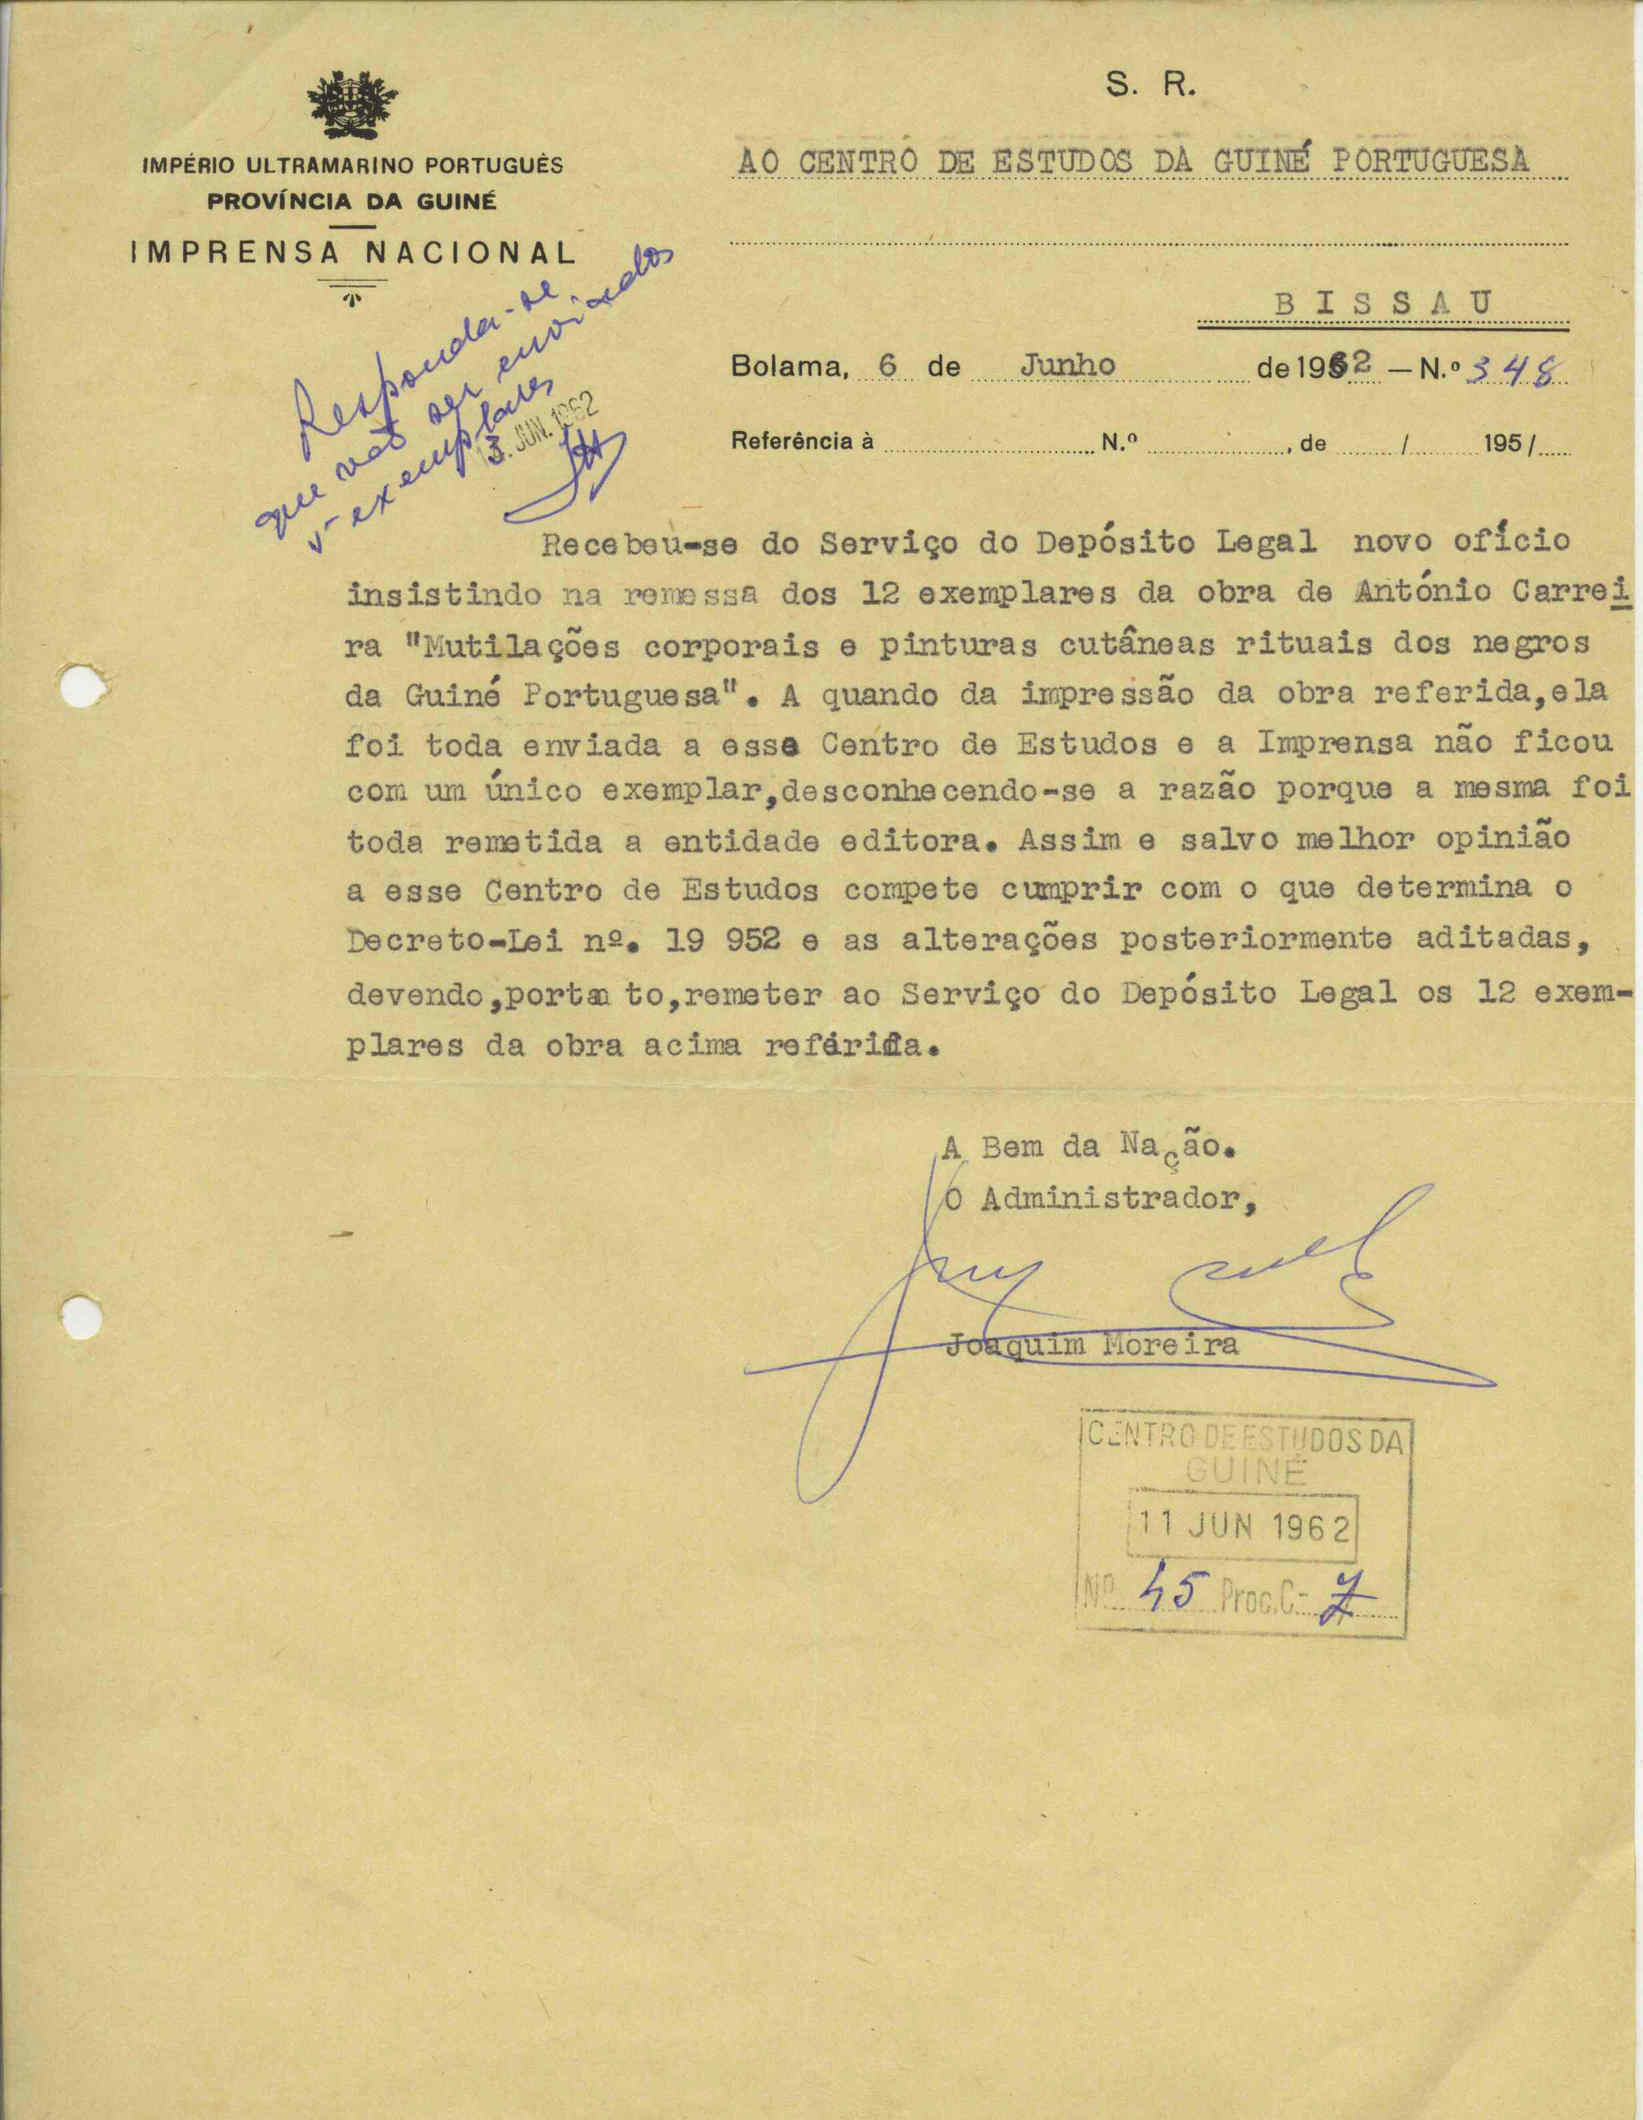 IMPÉRIO ULTRAMARINO PORTUGUÊS
PROVÍNCIA DA GUINÉ
IMPRENSA NACIONAL
S. R.
AO CENTRO DE ESTUDOS DA GUINÉ PORTUGUESA
BISSAU
Bolama, 6 de Junho de 1962 — N.º 348
Referência à N.º , de / 195/
Responda-se
que vão ser enviados
5 exemplares
3. JUN. 1962
Recebeu-se do Serviço do Depósito Legal novo ofício
insistindo na remessa dos 12 exemplares da obra de António Carrei
ra "Mutilações corporais e pinturas cutâneas rituais dos negros
da Guiné Portuguesa". A quando da impressão da obra referida,ela
foi toda enviada a esse Centro de Estudos e a Imprensa não ficou
com um único exemplar,desconhecendo-se a razão porque a mesma foi
toda remetida a entidade editora. Assim e salvo melhor opinião
a esse Centro de Estudos compete cumprir com o que determina o
Decreto-Lei nº. 19 952 e as alterações posteriormente aditadas,
devendo,portan to,remeter ao Serviço do Depósito Legal os 12 exem-
plares da obra acima referida.
A Bem da Nação.
O Administrador,
Joaquim Moreira
CENTRO DE ESTUDOS DA
GUINÉ
11 JUN 1962
Nº 45 Proc. C- 7